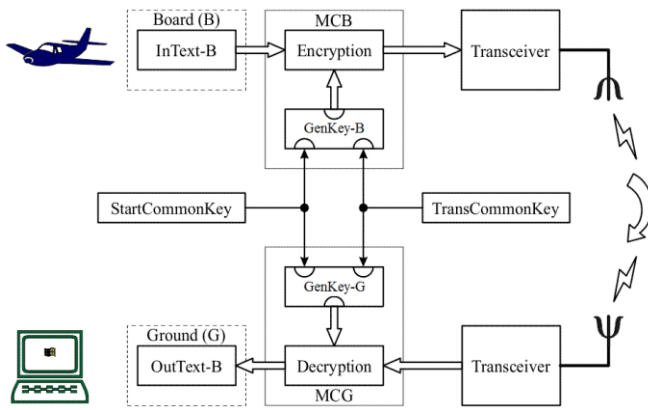 Board (B)
MCB
InText-B
Encryption
Transceiver
GenKey-B
StartCommonKey
TransCommonKey
GenKey-G
Ground (G)
OutText-B
Decryption
Transceiver
MCG